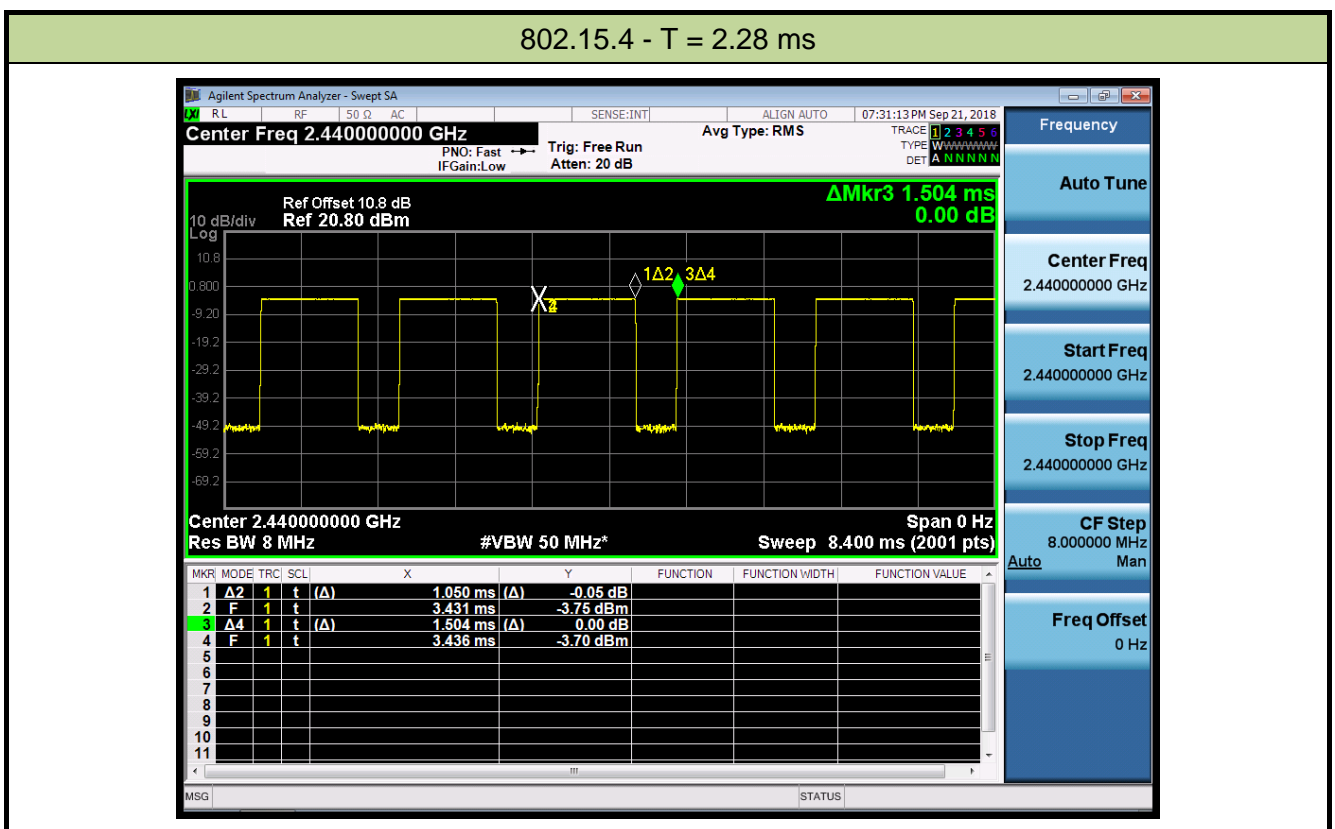 802.15.4 - T = 2.28 ms
Agilent Spectrum Analyzer - Swept SA
LXI RL RF 50 Ω AC SENSE:INT ALIGN AUTO 07:31:13 PM Sep 21, 2018
Center Freq 2.440000000 GHz
PNO: Fast
IFGain:Low
Trig: Free Run
Atten: 20 dB
Avg Type: RMS
TRACE 1 2 3 4 5 6
TYPE WWWWWW
DET A N N N N N
Ref Offset 10.8 dB
10 dB/div Ref 20.80 dBm
Log
ΔMkr3 1.504 ms
0.00 dB
10.8
0.800
-9.20
-19.2
-29.2
-39.2
-49.2
-59.2
-69.2
1Δ2 3Δ4
Center 2.440000000 GHz Span 0 Hz
Res BW 8 MHz #VBW 50 MHz* Sweep 8.400 ms (2001 pts)
MKR MODE TRC SCL X Y FUNCTION FUNCTION WIDTH FUNCTION VALUE
1 Δ2 1 t (Δ) 1.050 ms (Δ) -0.05 dB
2 F 1 t 3.431 ms -3.75 dBm
3 Δ4 1 t (Δ) 1.504 ms (Δ) 0.00 dB
4 F 1 t 3.436 ms -3.70 dBm
5
6
7
8
9
10
11
MSG STATUS
Frequency
Auto Tune
Center Freq
2.440000000 GHz
Start Freq
2.440000000 GHz
Stop Freq
2.440000000 GHz
CF Step
8.000000 MHz
Auto Man
Freq Offset
0 Hz